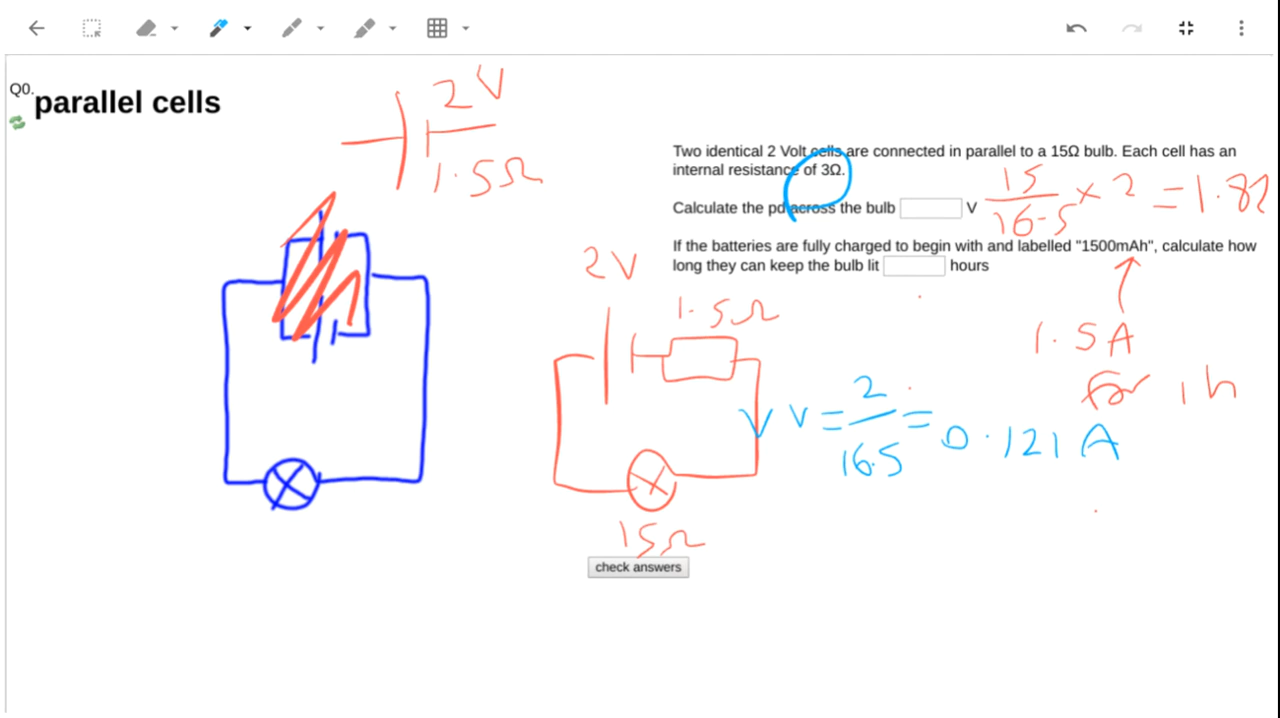 Q0.
parallel cells
2V
1.5Ω
Two identical 2 Volt cells are connected in parallel to a 15Ω bulb. Each cell has an
internal resistance of 3Ω.
Calculate the pd across the bulb V
15/16.5 × 2 = 1.82
If the batteries are fully charged to begin with and labelled "1500mAh", calculate how
long they can keep the bulb lit hours
2V
1.5Ω
1.5A
for 1h
V V = 2/16.5 = 0.121 A
15Ω
check answers